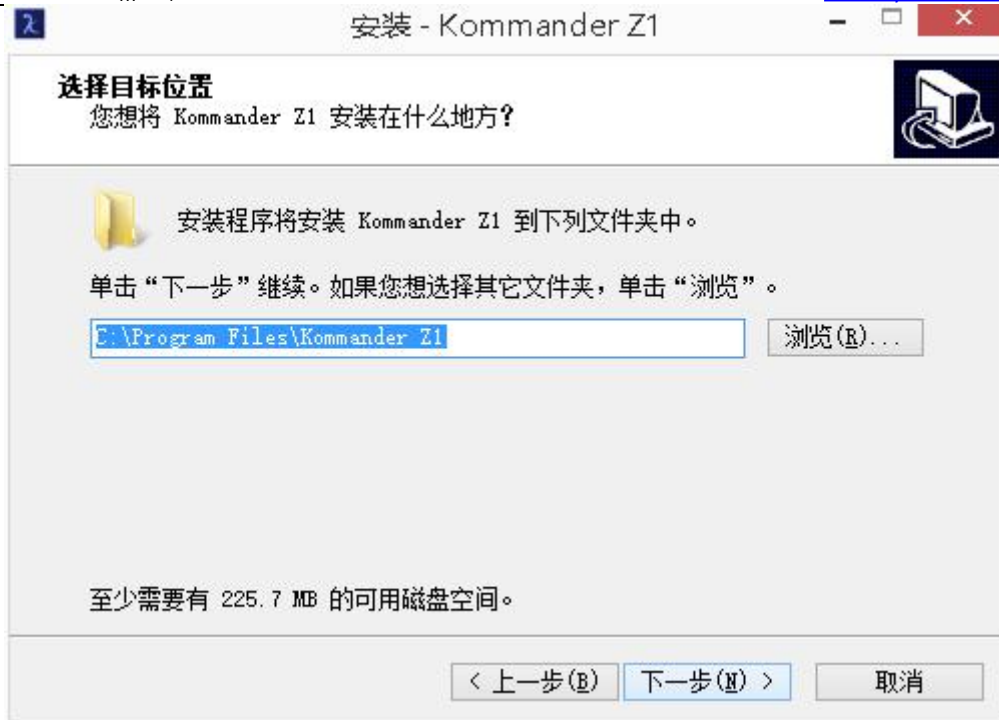 安装 - Kommander Z1
选择目标位置
您想将 Kommander Z1 安装在什么地方?
安装程序将安装 Kommander Z1 到下列文件夹中。
单击“下一步”继续。如果您想选择其它文件夹，单击“浏览”。
C:\Program Files\Kommander Z1
浏览(R)...
至少需要有 225.7 MB 的可用磁盘空间。
< 上一步(B) 下一步(N) > 取消